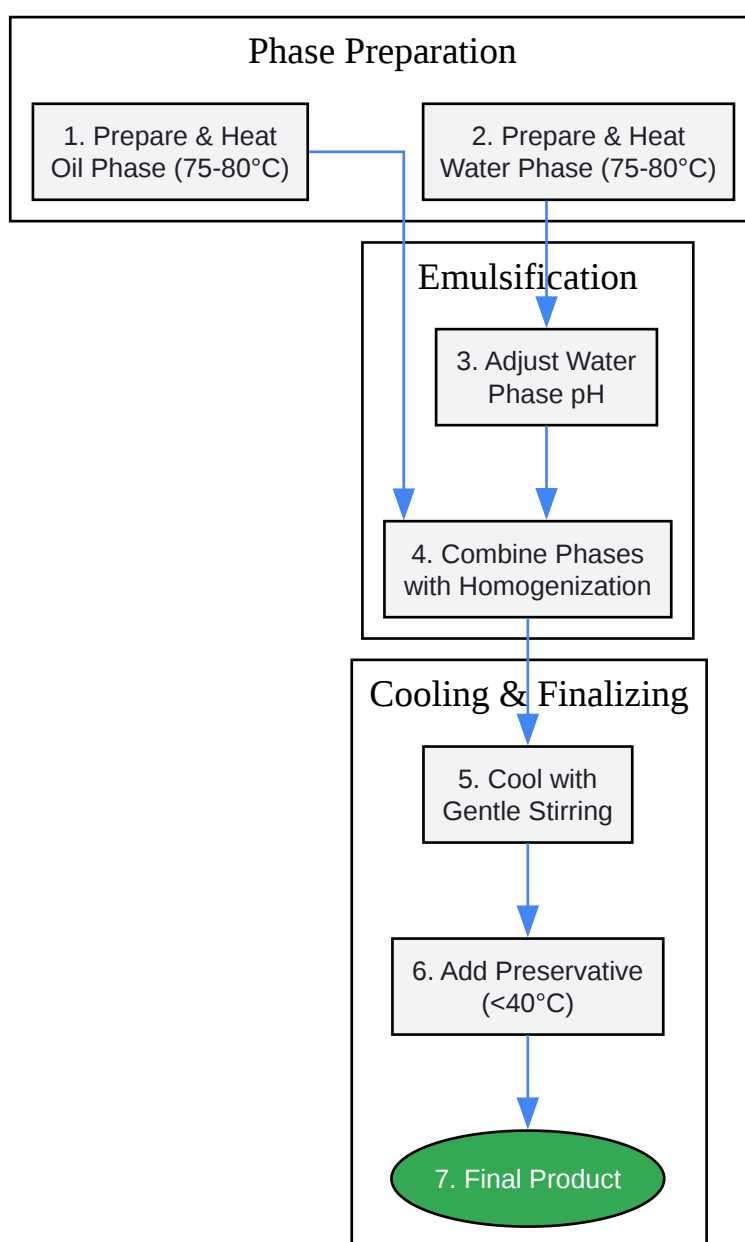 Phase Preparation
1. Prepare & Heat
Oil Phase (75-80°C)
2. Prepare & Heat
Water Phase (75-80°C)
Emulsification
3. Adjust Water
Phase pH
4. Combine Phases
with Homogenization
Cooling & Finalizing
5. Cool with
Gentle Stirring
6. Add Preservative
(<40°C)
7. Final Product